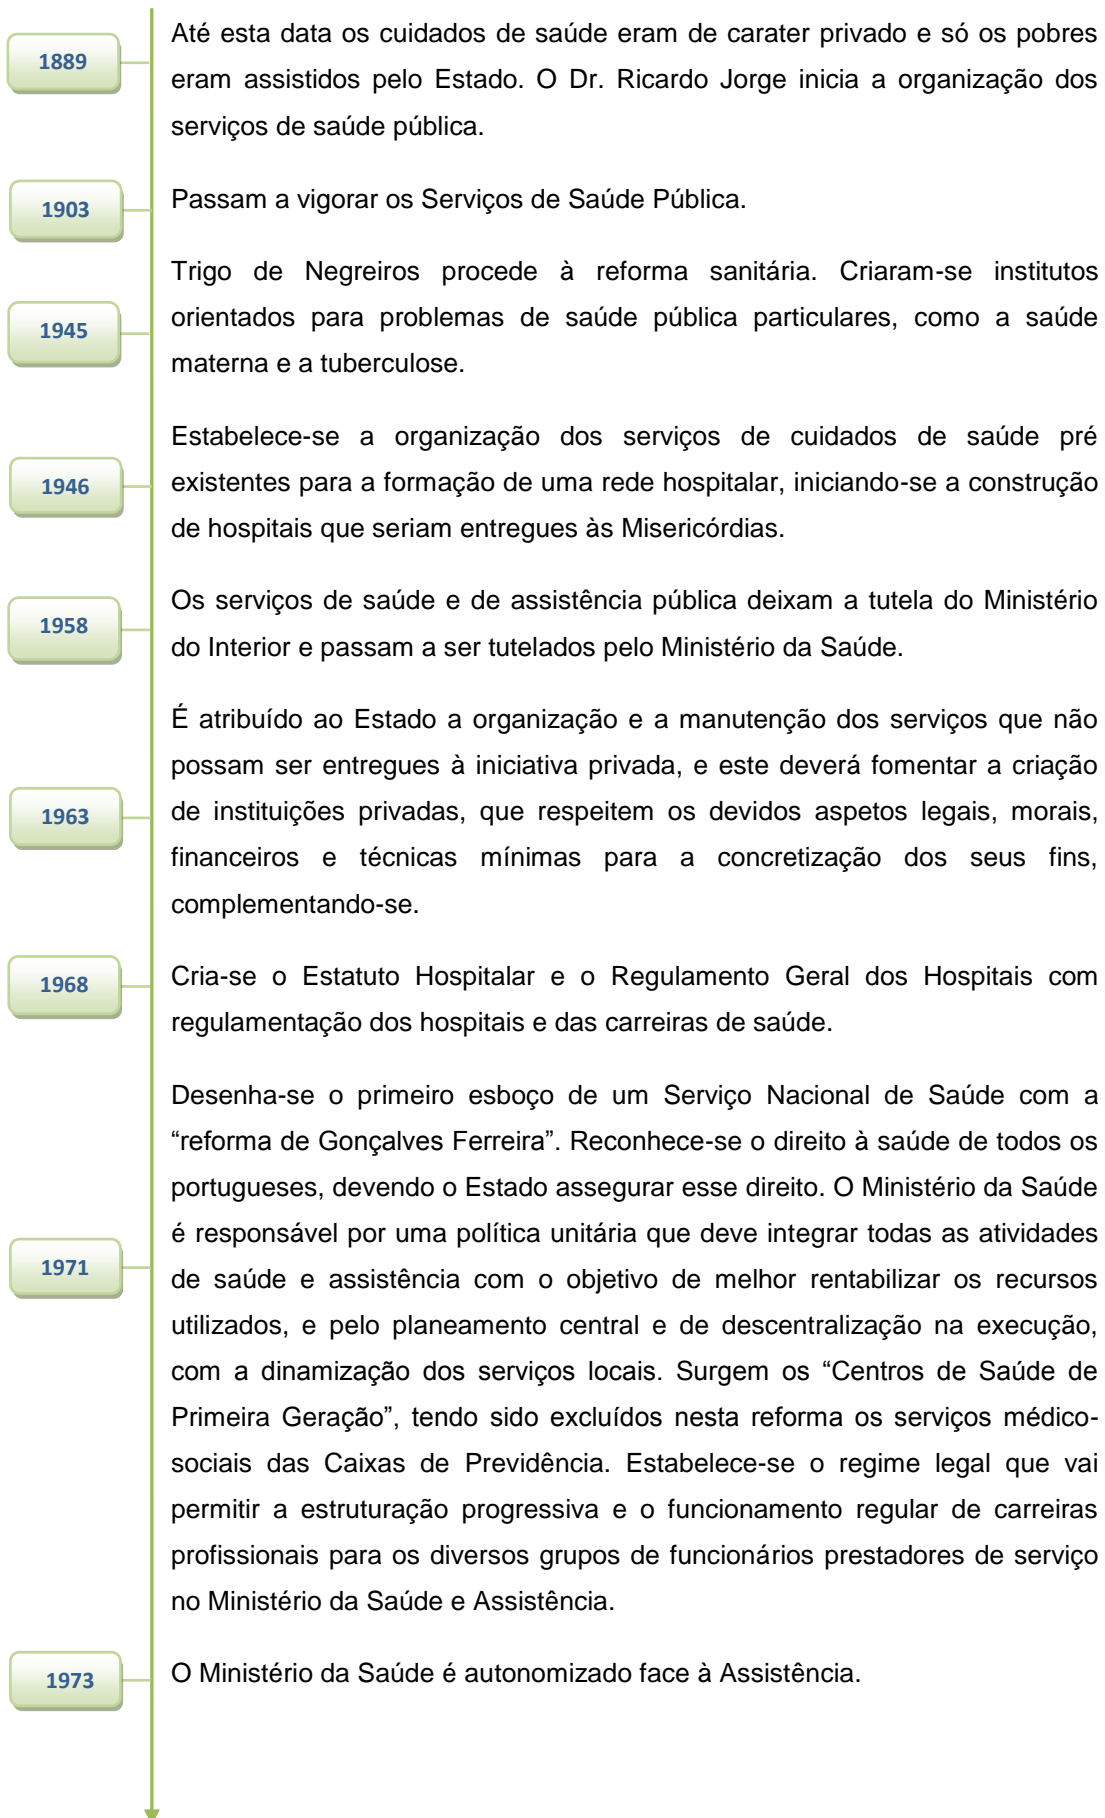 Até esta data os cuidados de saúde eram de carater privado e só os pobres
1889
eram assistidos pelo Estado. O Dr. Ricardo Jorge inicia a organização dos
serviços de saúde pública.
1903
Passam a vigorar os Serviços de Saúde Pública.
Trigo de Negreiros procede à reforma sanitária. Criaram-se institutos
1945
orientados para problemas de saúde pública particulares, como a saúde
materna e a tuberculose.
Estabelece-se a organização dos serviços de cuidados de saúde pré
1946
existentes para a formação de uma rede hospitalar, iniciando-se a construção
de hospitais que seriam entregues às Misericórdias.
Os serviços de saúde e de assistência pública deixam a tutela do Ministério
1958
do Interior e passam a ser tutelados pelo Ministério da Saúde.
É atribuído ao Estado a organização e a manutenção dos serviços que não
possam ser entregues à iniciativa privada, e este deverá fomentar a criação
1963
de instituições privadas, que respeitem os devidos aspetos legais, morais,
financeiros e técnicas mínimas para a concretização dos seus fins,
complementando-se.
1968
Cria-se o Estatuto Hospitalar e o Regulamento Geral dos Hospitais com
regulamentação dos hospitais e das carreiras de saúde.
Desenha-se o primeiro esboço de um Serviço Nacional de Saúde com a
“reforma de Gonçalves Ferreira”. Reconhece-se o direito à saúde de todos os
portugueses, devendo o Estado assegurar esse direito. O Ministério da Saúde
é responsável por uma política unitária que deve integrar todas as atividades
1971
de saúde e assistência com o objetivo de melhor rentabilizar os recursos
utilizados, e pelo planeamento central e de descentralização na execução,
com a dinamização dos serviços locais. Surgem os “Centros de Saúde de
Primeira Geração”, tendo sido excluídos nesta reforma os serviços médico-
sociais das Caixas de Previdência. Estabelece-se o regime legal que vai
permitir a estruturação progressiva e o funcionamento regular de carreiras
profissionais para os diversos grupos de funcionários prestadores de serviço
no Ministério da Saúde e Assistência.
1973
O Ministério da Saúde é autonomizado face à Assistência.